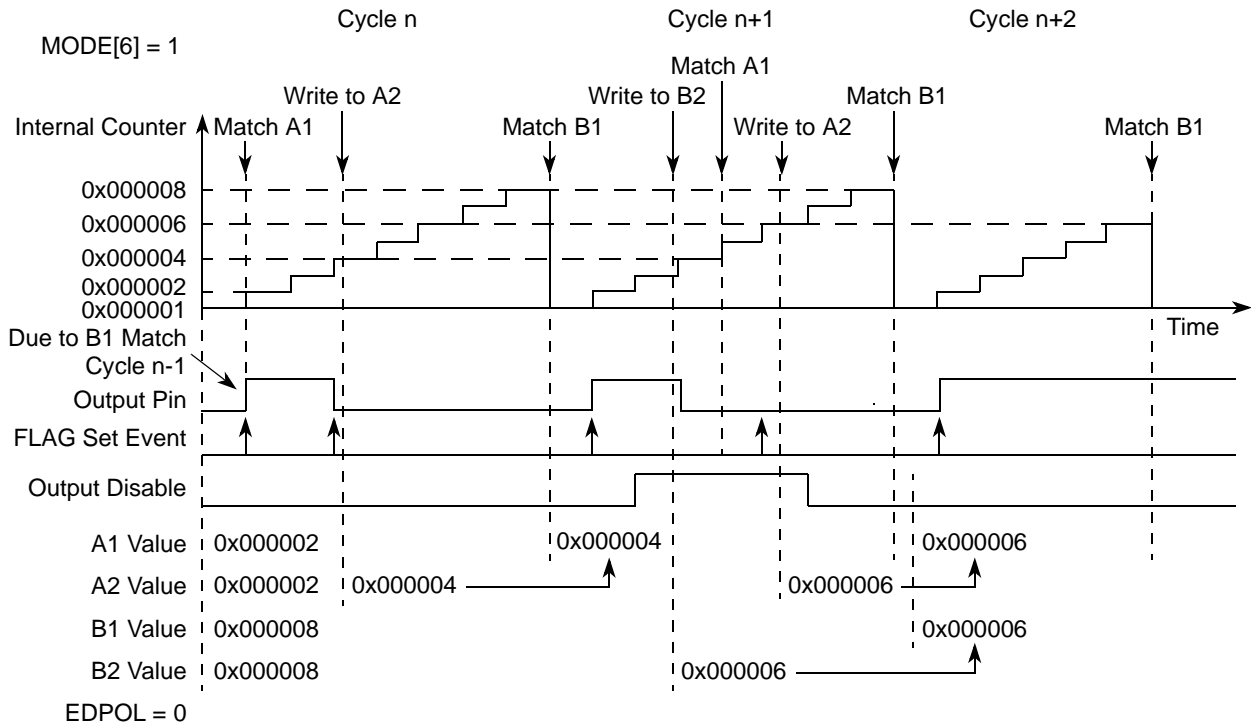 Cycle n
Cycle n+1
Cycle n+2
MODE[6] = 1
Match A1
Write to A2
Write to B2
Match B1
Internal Counter
Match A1
Match B1
Write to A2
Match B1
0x000008
0x000006
0x000004
0x000002
0x000001
Time
Due to B1 Match
Cycle n-1
Output Pin
FLAG Set Event
Output Disable
A1 Value 0x000002 0x000004 0x000006
A2 Value 0x000002 0x000004 0x000006
B1 Value 0x000008 0x000006
B2 Value 0x000008 0x000006
EDPOL = 0